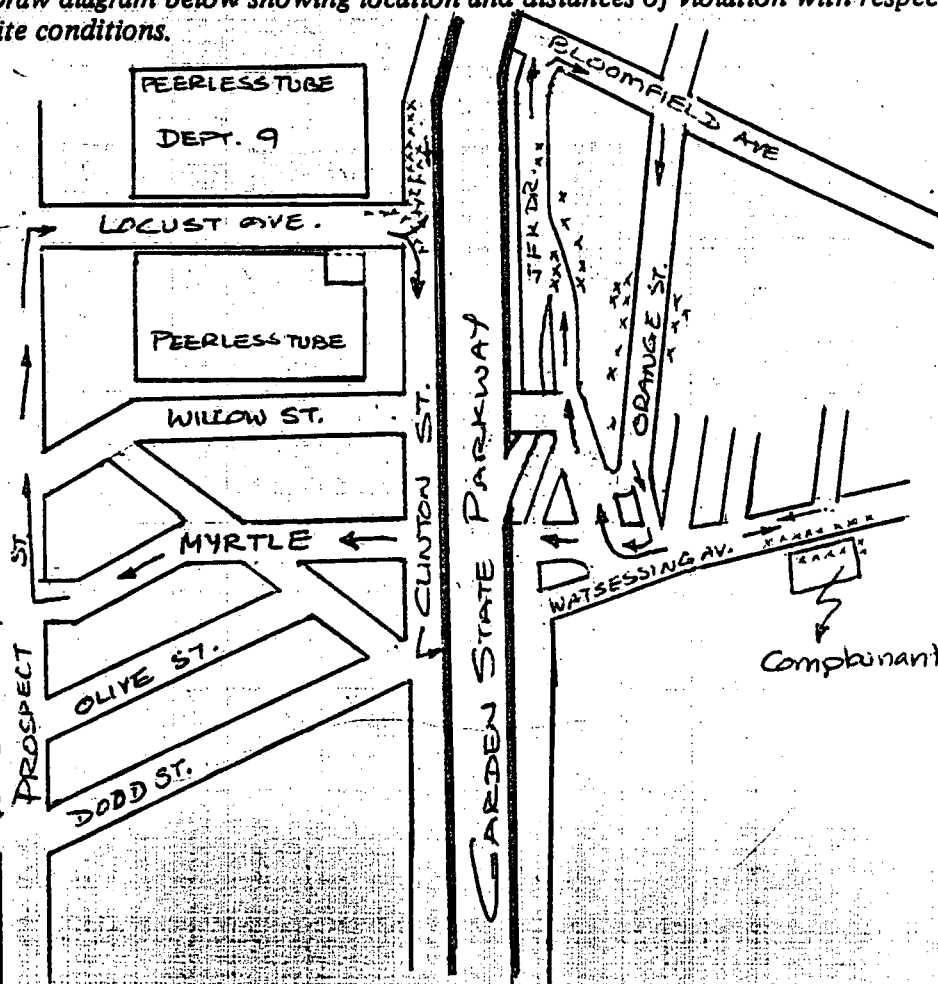 draw diagram below showing location and distances of violation with respec
ite conditions.
BLOOMFIELD AVE
PEERLESS TUBE
DEPT. 9
LOCUST AVE.
JFK DR.
ORANGE ST.
PEERLESS TUBE
WILLOW ST.
CLINTON ST.
GARDEN STATE PARKWAY
MYRTLE
WATSESSING AV.
Complainant
PROSPECT ST
OLIVE ST.
DODD ST.